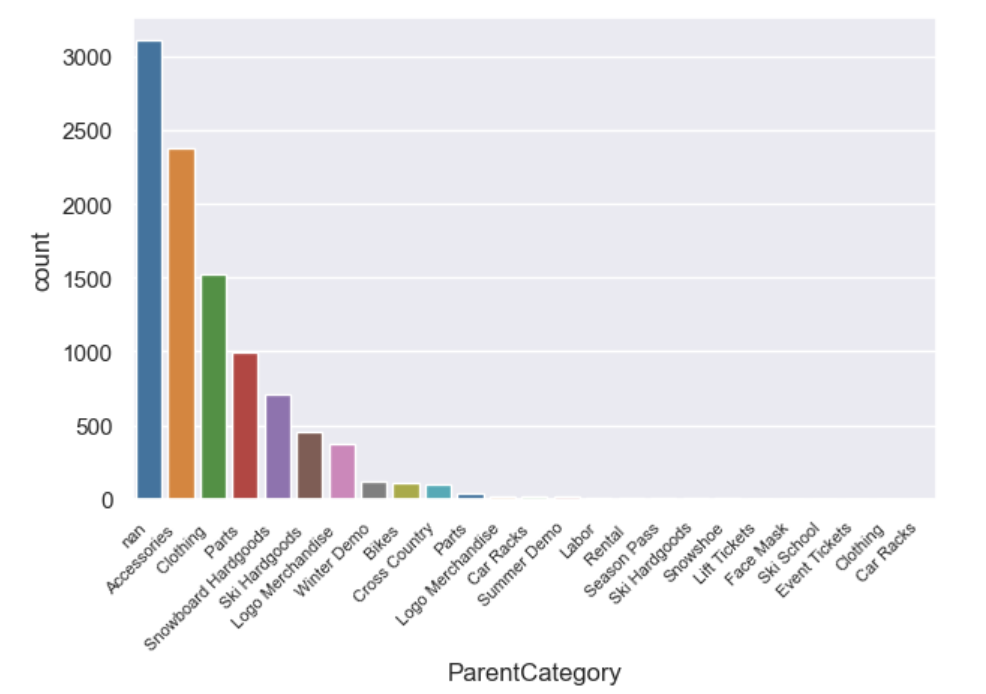 3000
2500
2000
1500
1000
500
0
count
nan
Accessories
Clothing
Parts
Snowboard Hardgoods
Ski Hardgoods
Logo Merchandise
Winter Demo
Bikes
Cross Country
Parts
Logo Merchandise
Car Racks
Summer Demo
Labor
Rental
Season Pass
Ski Hardgoods
Snowshoe
Lift Tickets
Face Mask
Ski School
Event Tickets
Clothing
Car Racks
ParentCategory